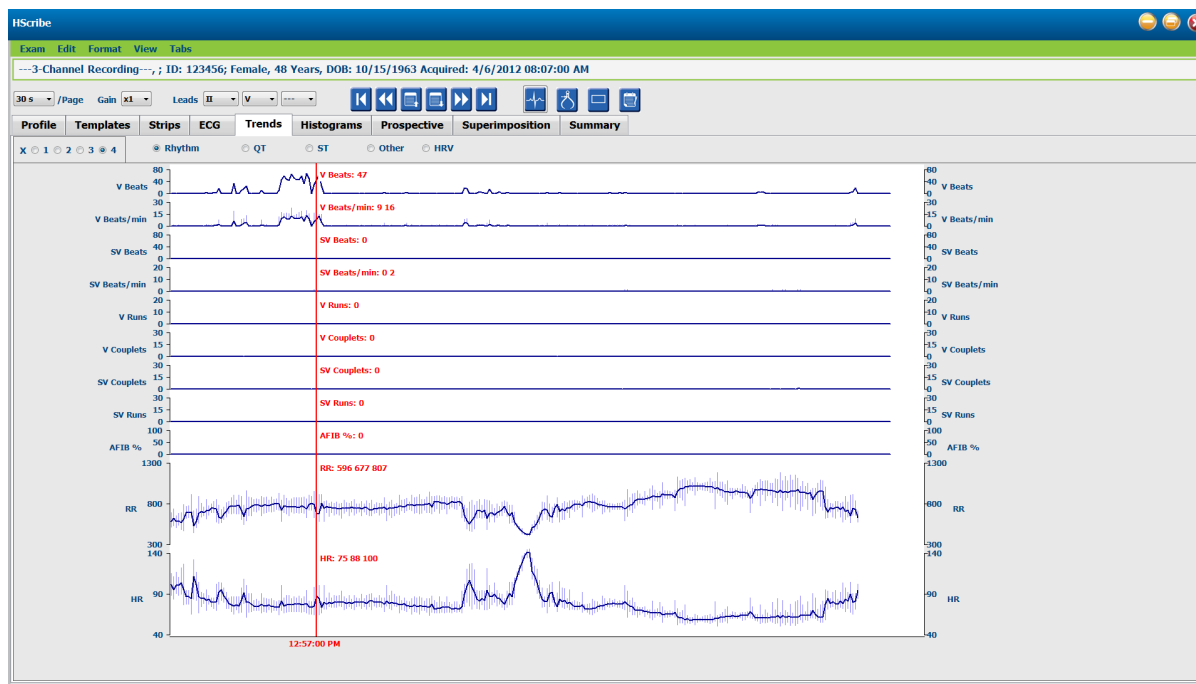 HScribe
Exam Edit Format View Tabs
---3-Channel Recording---, ; ID: 123456; Female, 48 Years, DOB: 10/15/1963 Acquired: 4/6/2012 08:07:00 AM
30 s /Page Gain x1 Leads II V ---
Profile Templates Strips ECG Trends Histograms Prospective Superimposition Summary
X 1 2 3 4 Rhythm QT ST Other HRV
V Beats 80 40 0 V Beats: 47 80 40 0 V Beats
V Beats/min 30 15 0 V Beats/min: 9 16 30 15 0 V Beats/min
SV Beats 80 40 0 SV Beats: 0 80 40 0 SV Beats
SV Beats/min 20 10 0 SV Beats/min: 0 2 20 10 0 SV Beats/min
V Runs 20 10 0 V Runs: 0 20 10 0 V Runs
V Couplets 30 15 0 V Couplets: 0 30 15 0 V Couplets
SV Couplets 30 15 0 SV Couplets: 0 30 15 0 SV Couplets
SV Runs 30 15 0 SV Runs: 0 30 15 0 SV Runs
AFIB % 100 50 0 AFIB %: 0 100 50 0 AFIB %
RR 1300 800 300 RR: 596 677 807 1300 800 300 RR
HR 140 90 40 HR: 75 88 100 140 90 40 HR
12:57:00 PM